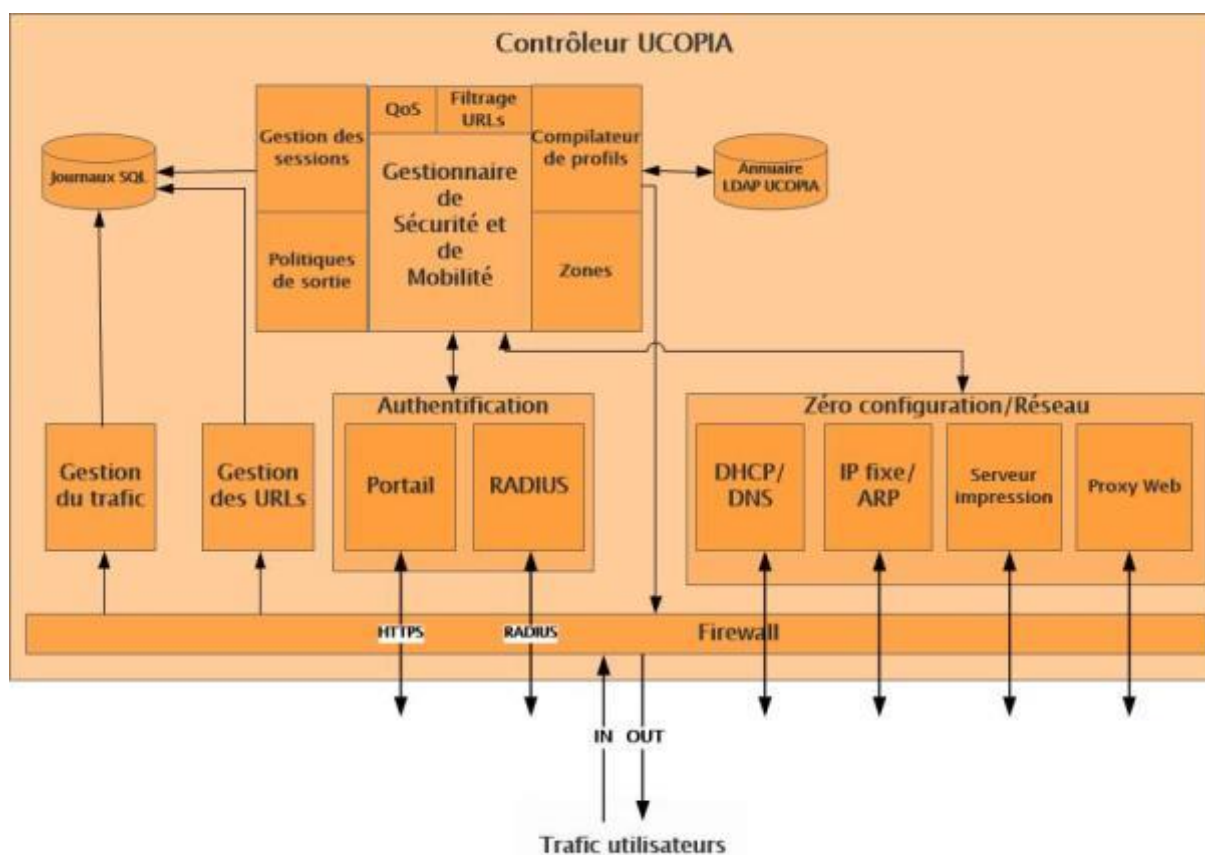 Contrôleur UCOPIA
QoS
Filtrage
URLs
Gestion des
sessions
Compilateur
de profils
Journaux SQL
Gestionnaire
de
Sécurité et
de
Mobilité
Annuaire
LDAP UCOPIA
Politiques
de sortie
Zones
Authentification
Zéro configuration/Réseau
Gestion
du trafic
Gestion
des URLs
Portail
RADIUS
DHCP/
DNS
IP fixe/
ARP
Serveur
impression
Proxy Web
HTTPS
RADIUS
Firewall
IN
OUT
Trafic utilisateurs